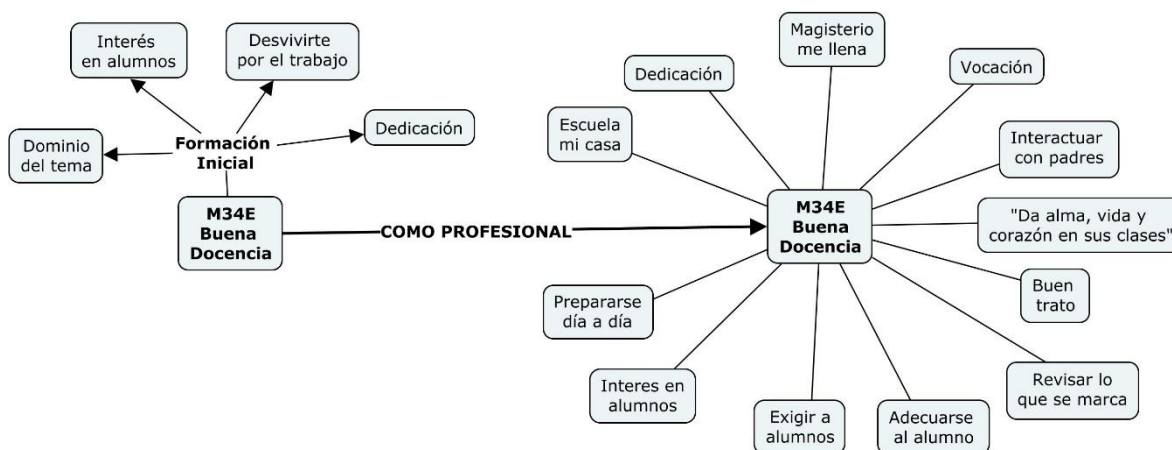 Interés
en alumnos
Desvivirte
por el trabajo
Dominio
del tema
Formación
Inicial
Dedicación
M34E
Buena
Docencia
COMO PROFESIONAL
Magisterio
me llena
Dedicación
Vocación
Escuela
mi casa
Interactuar
con padres
M34E
Buena
Docencia
"Da alma, vida y
corazón en sus clases"
Prepararse
día a día
Buen
trato
Interes en
alumnos
Exigir a
alumnos
Adecuarse
al alumno
Revisar lo
que se marca